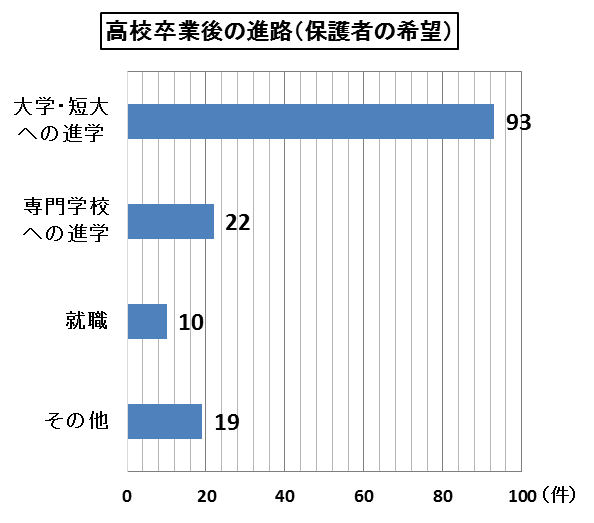 高校卒業後の進路(保護者の希望)
大学・短大
への進学
93
専門学校
への進学
22
就職
10
その他
19
0 20 40 60 80 100 (件)